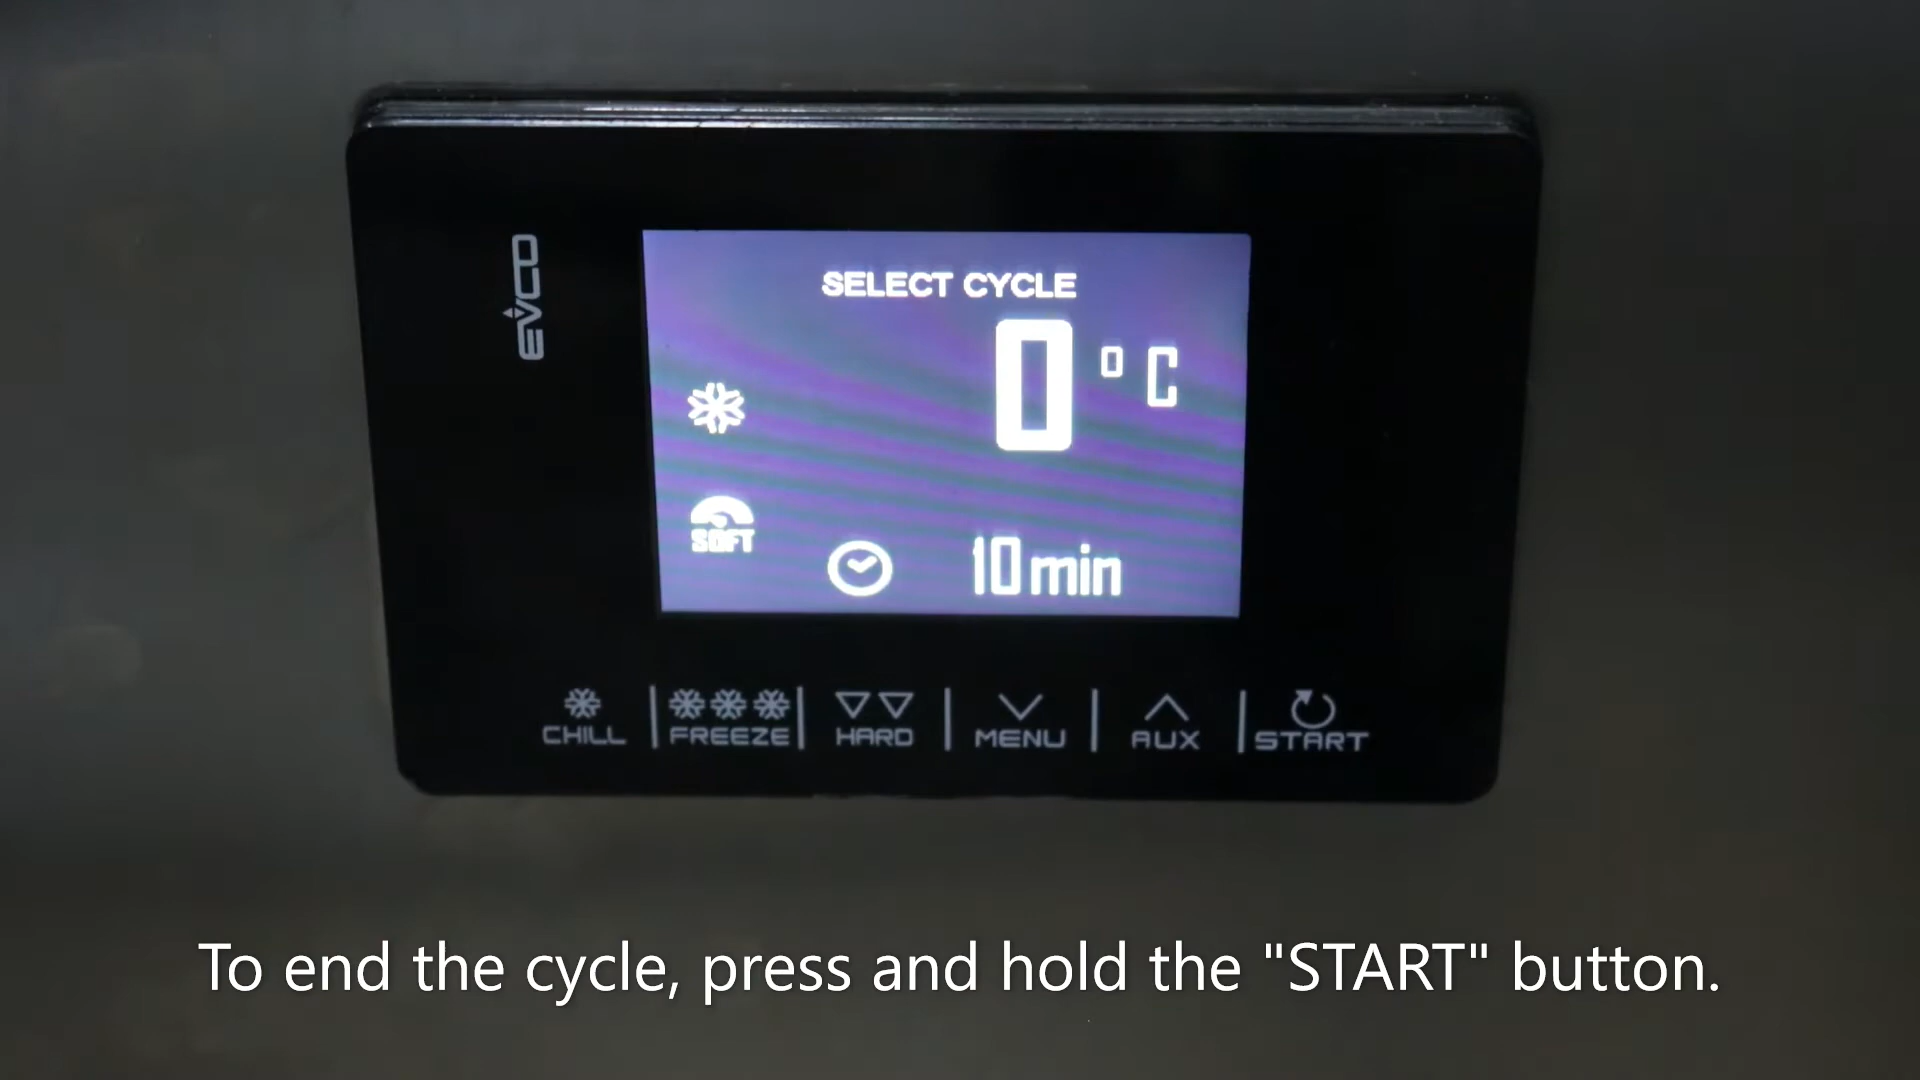 EVCO
SELECT CYCLE
0 °C
SOFT
10min
CHILL FREEZE HARD MENU AUX START
To end the cycle, press and hold the "START" button.